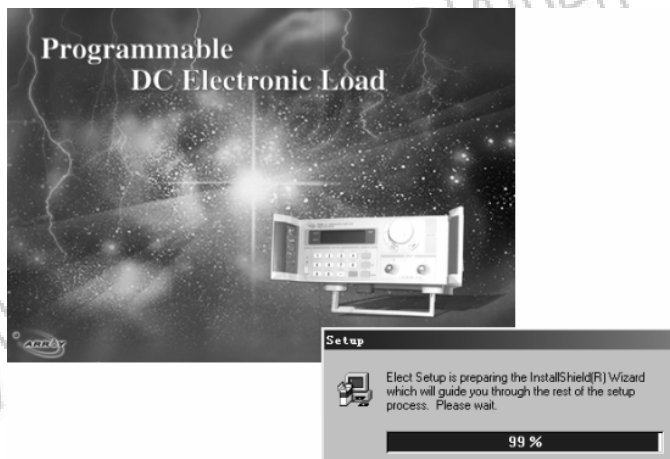 Programmable
DC Electronic Load
ARRAY
Setup
Elect Setup is preparing the InstallShield(R) Wizard
which will guide you through the rest of the setup
process. Please wait.
99 %